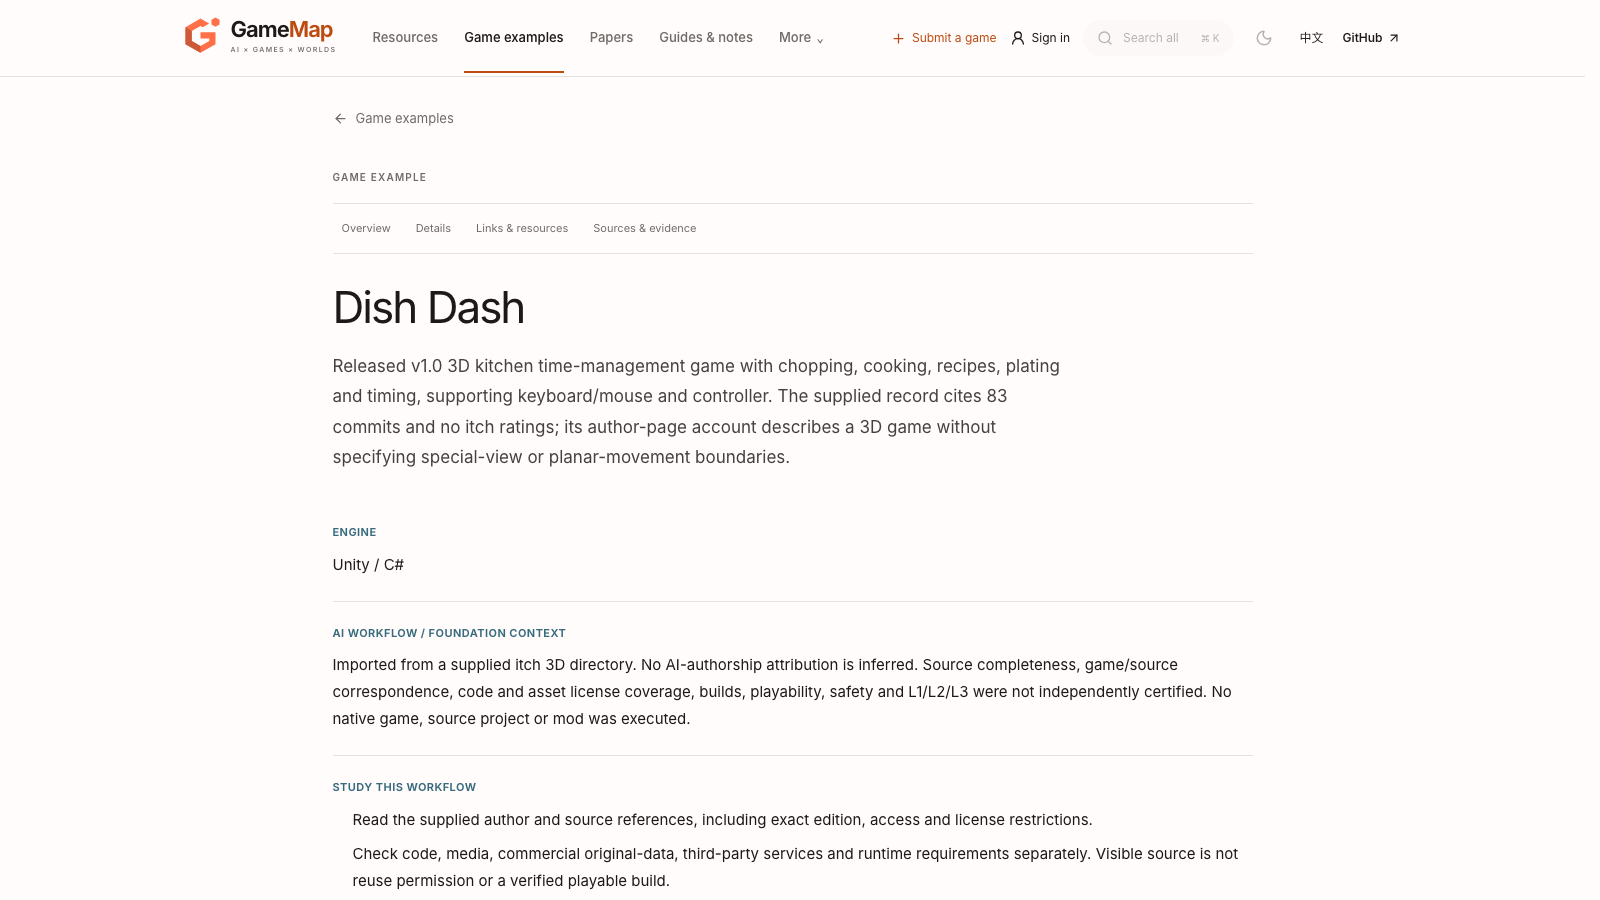 GameMap
AI × GAMES × WORLDS
Resources
Game examples
Papers
Guides & notes
More
Submit a game
Sign in
Search all
⌘ K
中文
GitHub
Game examples
GAME EXAMPLE
Overview
Details
Links & resources
Sources & evidence
Dish Dash
Released v1.0 3D kitchen time-management game with chopping, cooking, recipes, plating
and timing, supporting keyboard/mouse and controller. The supplied record cites 83
commits and no itch ratings; its author-page account describes a 3D game without
specifying special-view or planar-movement boundaries.
ENGINE
Unity / C#
AI WORKFLOW / FOUNDATION CONTEXT
Imported from a supplied itch 3D directory. No AI-authorship attribution is inferred. Source completeness, game/source
correspondence, code and asset license coverage, builds, playability, safety and L1/L2/L3 were not independently certified. No
native game, source project or mod was executed.
STUDY THIS WORKFLOW
Read the supplied author and source references, including exact edition, access and license restrictions.
Check code, media, commercial original-data, third-party services and runtime requirements separately. Visible source is not
reuse permission or a verified playable build.